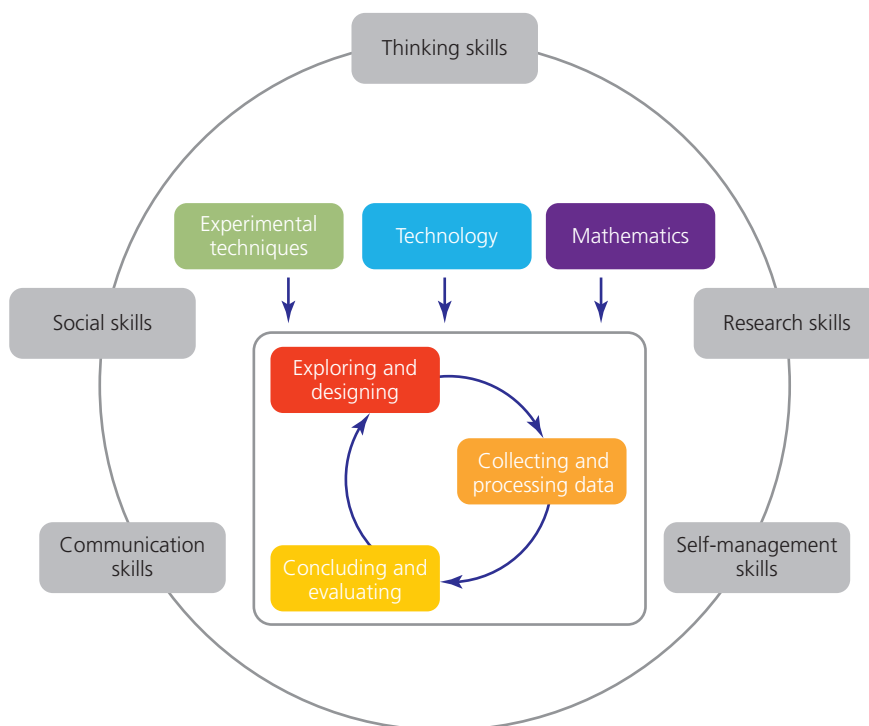 Thinking skills
Experimental
techniques
Technology
Mathematics
Social skills
Research skills
Exploring and
designing
Collecting and
processing data
Communication
skills
Self-management
skills
Concluding and
evaluating